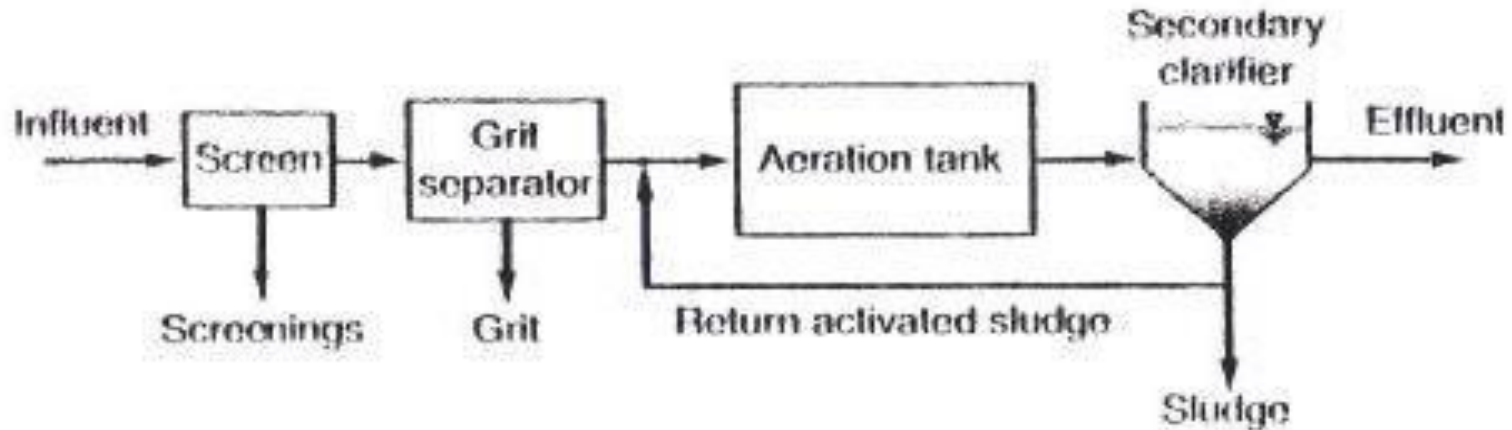 Secondary
clarifier
Influent
Screen
Grit
separator
Aeration tank
Effluent
Screenings
Grit
Return activated sludge
Sludge